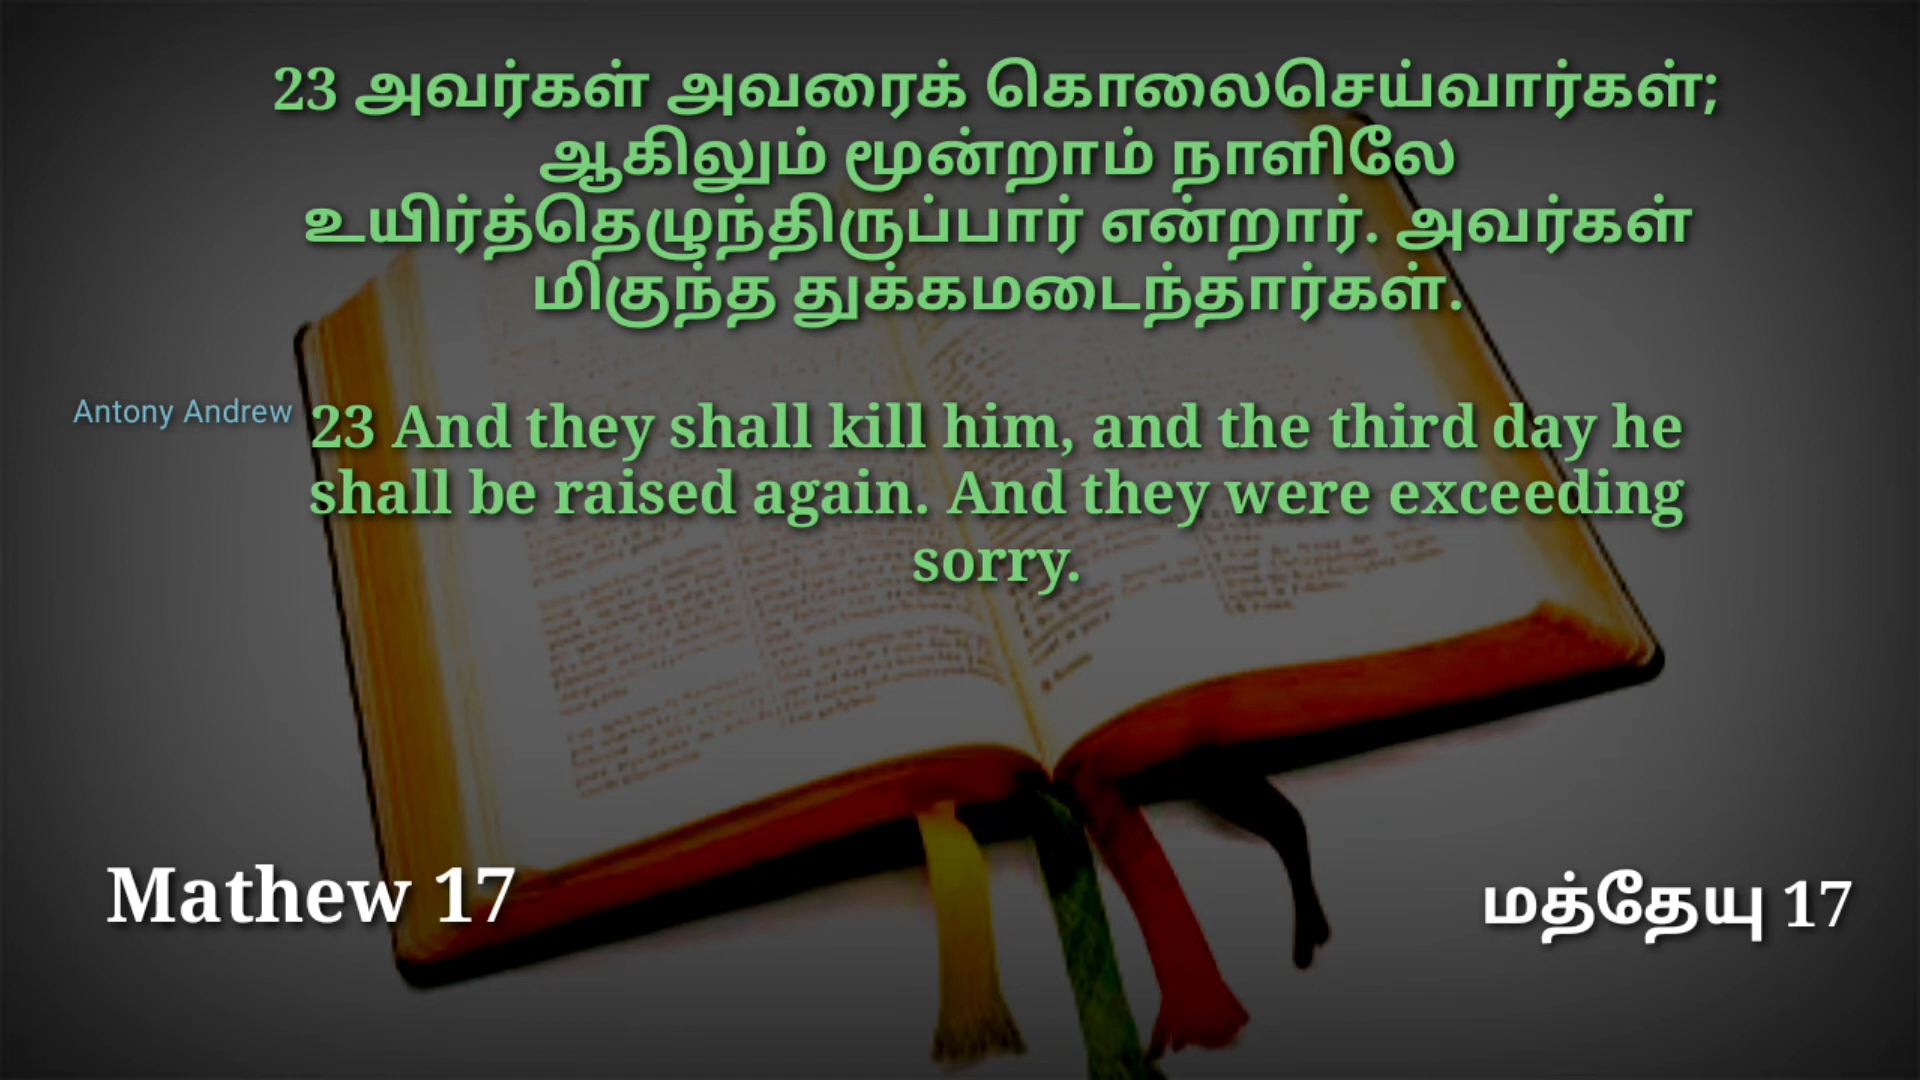 23 அவர்கள் அவரைக் கொலைசெய்வார்கள்;
ஆகிலும் மூன்றாம் நாளிலே
உயிர்த்தெழுந்திருப்பார் என்றார். அவர்கள்
மிகுந்த துக்கமடைந்தார்கள்.
Antony Andrew
23 And they shall kill him, and the third day he
shall be raised again. And they were exceeding
sorry.
Mathew 17
மத்தேயு 17